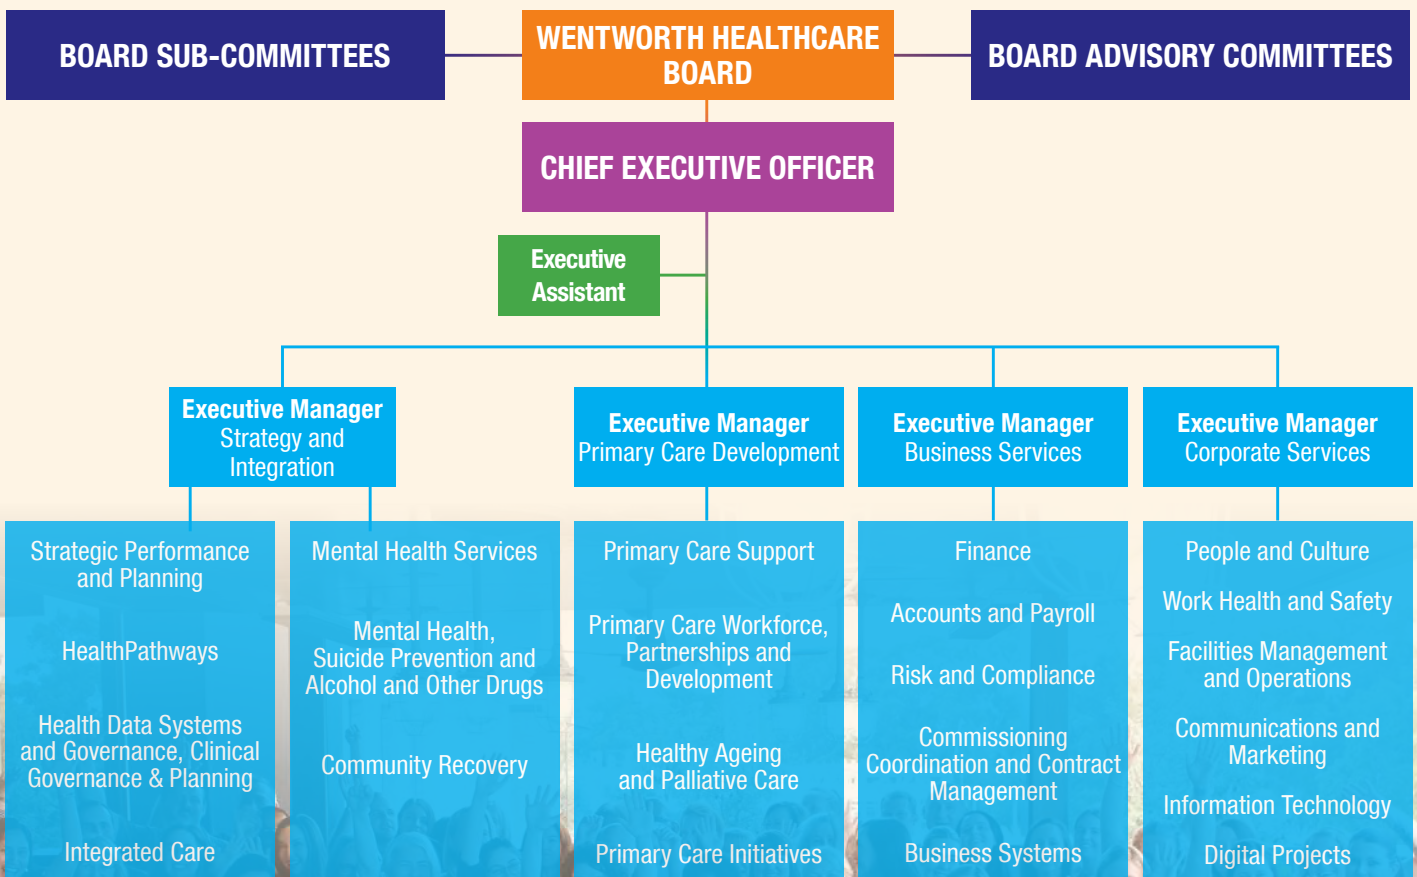 BOARD SUB-COMMITTEES
WENTWORTH HEALTHCARE
BOARD
BOARD ADVISORY COMMITTEES
CHIEF EXECUTIVE OFFICER
Executive
Assistant
Executive Manager
Strategy and
Integration
Executive Manager
Primary Care Development
Executive Manager
Business Services
Executive Manager
Corporate Services
Strategic Performance
and Planning
HealthPathways
Health Data Systems
and Governance, Clinical
Governance & Planning
Integrated Care
Mental Health Services
Mental Health,
Suicide Prevention and
Alcohol and Other Drugs
Community Recovery
Primary Care Support
Primary Care Workforce,
Partnerships and
Development
Healthy Ageing
and Palliative Care
Primary Care Initiatives
Finance
Accounts and Payroll
Risk and Compliance
Commissioning
Coordination and Contract
Management
Business Systems
People and Culture
Work Health and Safety
Facilities Management
and Operations
Communications and
Marketing
Information Technology
Digital Projects